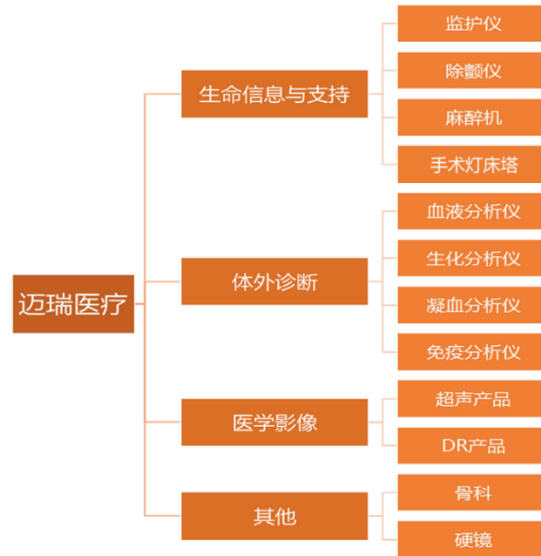 迈瑞医疗
生命信息与支持
监护仪
除颤仪
麻醉机
手术灯床塔
体外诊断
血液分析仪
生化分析仪
凝血分析仪
免疫分析仪
医学影像
超声产品
DR产品
其他
骨科
硬镜